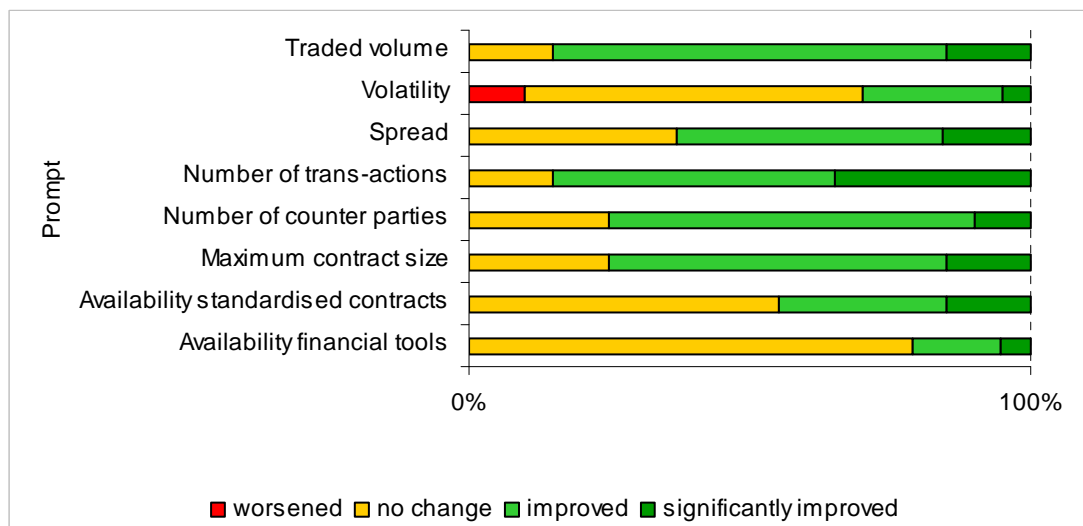 Traded volume
Volatility
Spread
Number of trans-actions
Number of counter parties
Maximum contract size
Availability standardised contracts
Availability financial tools
Prompt
0% 100%
worsened no change improved significantly improved